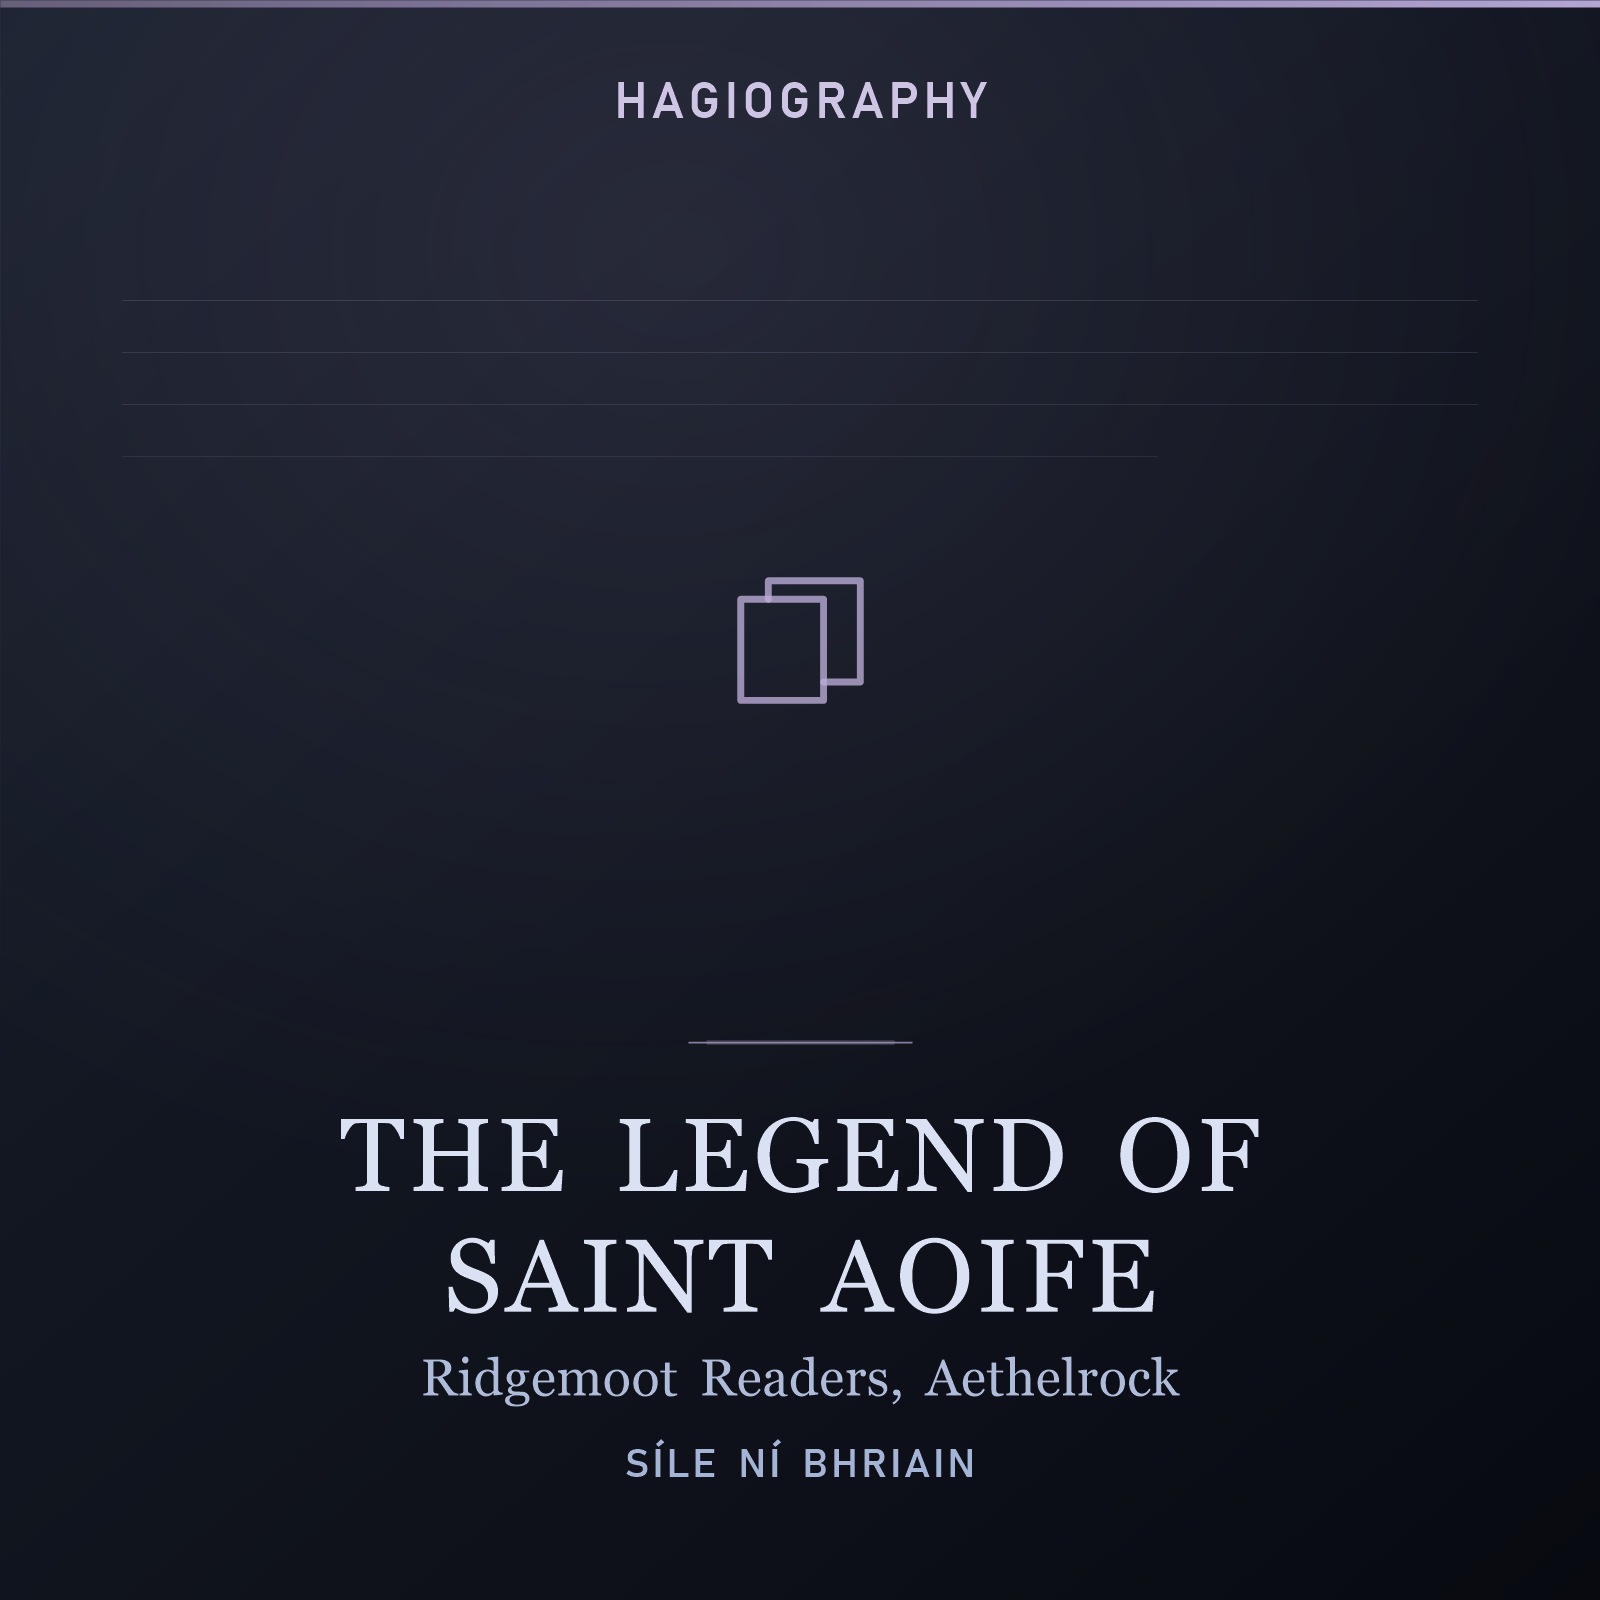 HAGIOGRAPHY
THE LEGEND OF
SAINT AOIFE
Ridgemoot Readers, Aethelrock
SÍLE NÍ BHRIAIN